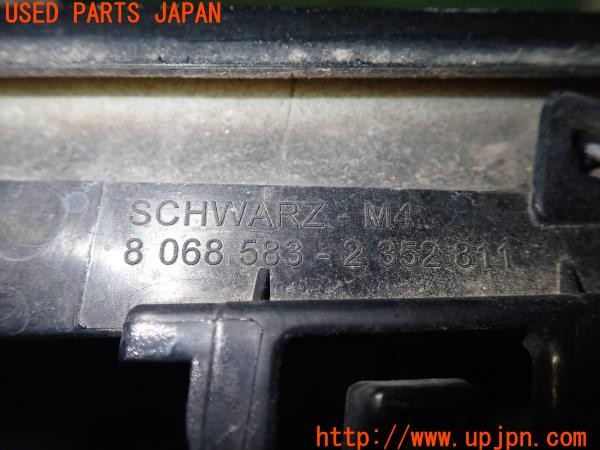 USED PARTS JAPAN
SCHWARZ - M4
8 068 583 - 2 352 811
http://www.upjpn.com/